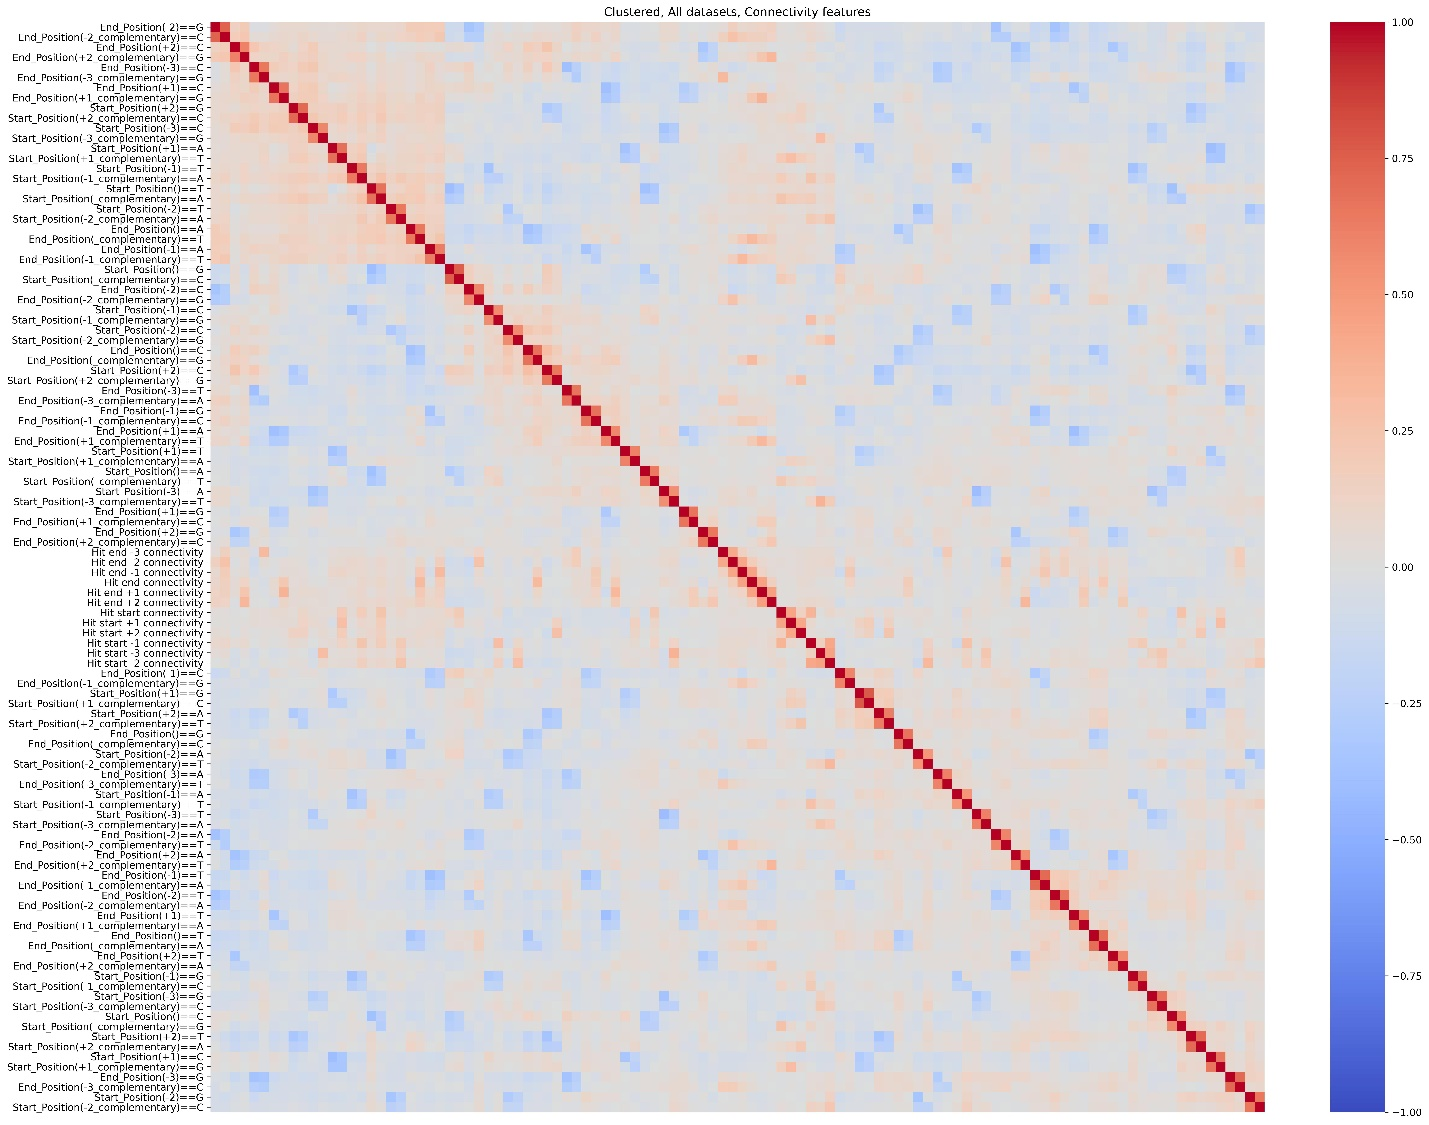 Clustered, All datasets, Connectivity features
End_Position(-2)==G
End_Position(-2_complementary)==C
End_Position(+2)==C
End_Position(+2_complementary)==G
End_Position(-3)==C
End_Position(-3_complementary)==G
End_Position(+1)==C
End_Position(+1_complementary)==G
Start_Position(+2)==G
Start_Position(+2_complementary)==C
Start_Position(-3)==C
Start_Position(-3_complementary)==G
Start_Position(+1)==A
Start_Position(+1_complementary)==T
Start_Position(-1)==T
Start_Position(-1_complementary)==A
Start_Position()==T
Start_Position(_complementary)==A
Start_Position(-2)==T
Start_Position(-2_complementary)==A
End_Position()==A
End_Position(_complementary)==T
End_Position(-1)==A
End_Position(-1_complementary)==T
Start_Position()==G
Start_Position(_complementary)==C
End_Position(-2)==C
End_Position(-2_complementary)==G
Start_Position(-1)==C
Start_Position(-1_complementary)==G
Start_Position(-2)==C
Start_Position(-2_complementary)==G
End_Position()==C
End_Position(_complementary)==G
Start_Position(+2)==C
Start_Position(+2_complementary)==G
End_Position(-3)==T
End_Position(-3_complementary)==A
End_Position(-1)==G
End_Position(-1_complementary)==C
End_Position(+1)==A
End_Position(+1_complementary)==T
Start_Position(+1)==T
Start_Position(+1_complementary)==A
Start_Position()==A
Start_Position(_complementary)==T
Start_Position(-3)==A
Start_Position(-3_complementary)==T
End_Position(+1)==G
End_Position(+1_complementary)==C
End_Position(+2)==G
End_Position(+2_complementary)==C
Hit end -3 connectivity
Hit end -2 connectivity
Hit end -1 connectivity
Hit end connectivity
Hit end +1 connectivity
Hit end +2 connectivity
Hit start connectivity
Hit start +1 connectivity
Hit start +2 connectivity
Hit start -1 connectivity
Hit start -3 connectivity
Hit start -2 connectivity
End_Position(-1)==C
End_Position(-1_complementary)==G
Start_Position(+1)==G
Start_Position(+1_complementary)==C
Start_Position(+2)==A
Start_Position(+2_complementary)==T
End_Position()==G
End_Position(_complementary)==C
Start_Position(-2)==A
Start_Position(-2_complementary)==T
End_Position(-3)==A
End_Position(-3_complementary)==T
Start_Position(-1)==A
Start_Position(-1_complementary)==T
Start_Position(-3)==T
Start_Position(-3_complementary)==A
End_Position(-2)==A
End_Position(-2_complementary)==T
End_Position(+2)==A
End_Position(+2_complementary)==T
End_Position(-1)==T
End_Position(-1_complementary)==A
End_Position(-2)==T
End_Position(-2_complementary)==A
End_Position(+1)==T
End_Position(+1_complementary)==A
End_Position()==T
End_Position(_complementary)==A
End_Position(+2)==T
End_Position(+2_complementary)==A
Start_Position(-1)==G
Start_Position(-1_complementary)==C
Start_Position(-3)==G
Start_Position(-3_complementary)==C
Start_Position()==C
Start_Position(_complementary)==G
Start_Position(+2)==T
Start_Position(+2_complementary)==A
Start_Position(+1)==C
Start_Position(+1_complementary)==G
End_Position(-3)==G
End_Position(-3_complementary)==C
Start_Position(-2)==G
Start_Position(-2_complementary)==C
1.00
0.75
0.50
0.25
0.00
−0.25
−0.50
−0.75
−1.00